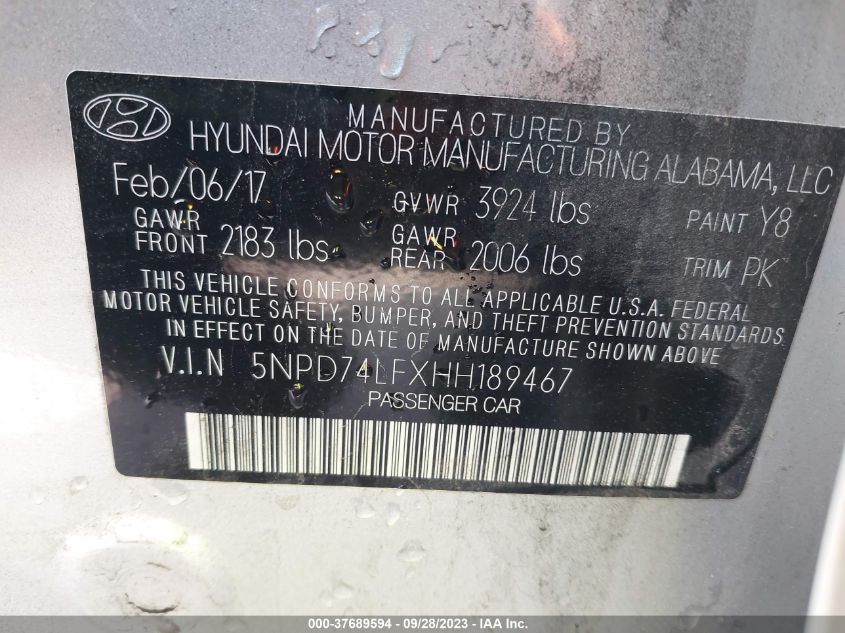 MANUFACTURED BY
HYUNDAI MOTOR MANUFACTURING ALABAMA, LLC
Feb/06/17 GVWR 3924 lbs PAINT Y8
GAWR FRONT 2183 lbs GAWR REAR 2006 lbs TRIM PK
THIS VEHICLE CONFORMS TO ALL APPLICABLE U.S.A. FEDERAL
MOTOR VEHICLE SAFETY, BUMPER, AND THEFT PREVENTION STANDARDS
IN EFFECT ON THE DATE OF MANUFACTURE SHOWN ABOVE.
V.I.N 5NPD74LFXHH189467
PASSENGER CAR
000-37689594 - 09/28/2023 - IAAI.COM